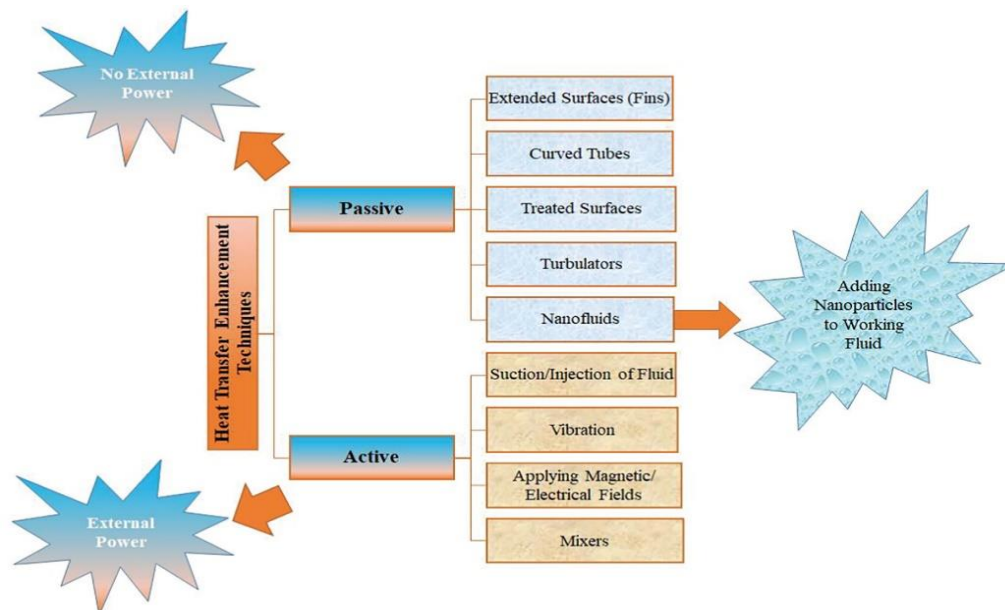 No External
Power
Heat Transfer Enhancement
Techniques
Passive
Extended Surfaces (Fins)
Curved Tubes
Treated Surfaces
Turbulators
Nanofluids
Adding
Nanoparticles
to Working
Fluid
Active
Suction/Injection of Fluid
Vibration
Applying Magnetic/
Electrical Fields
Mixers
External
Power